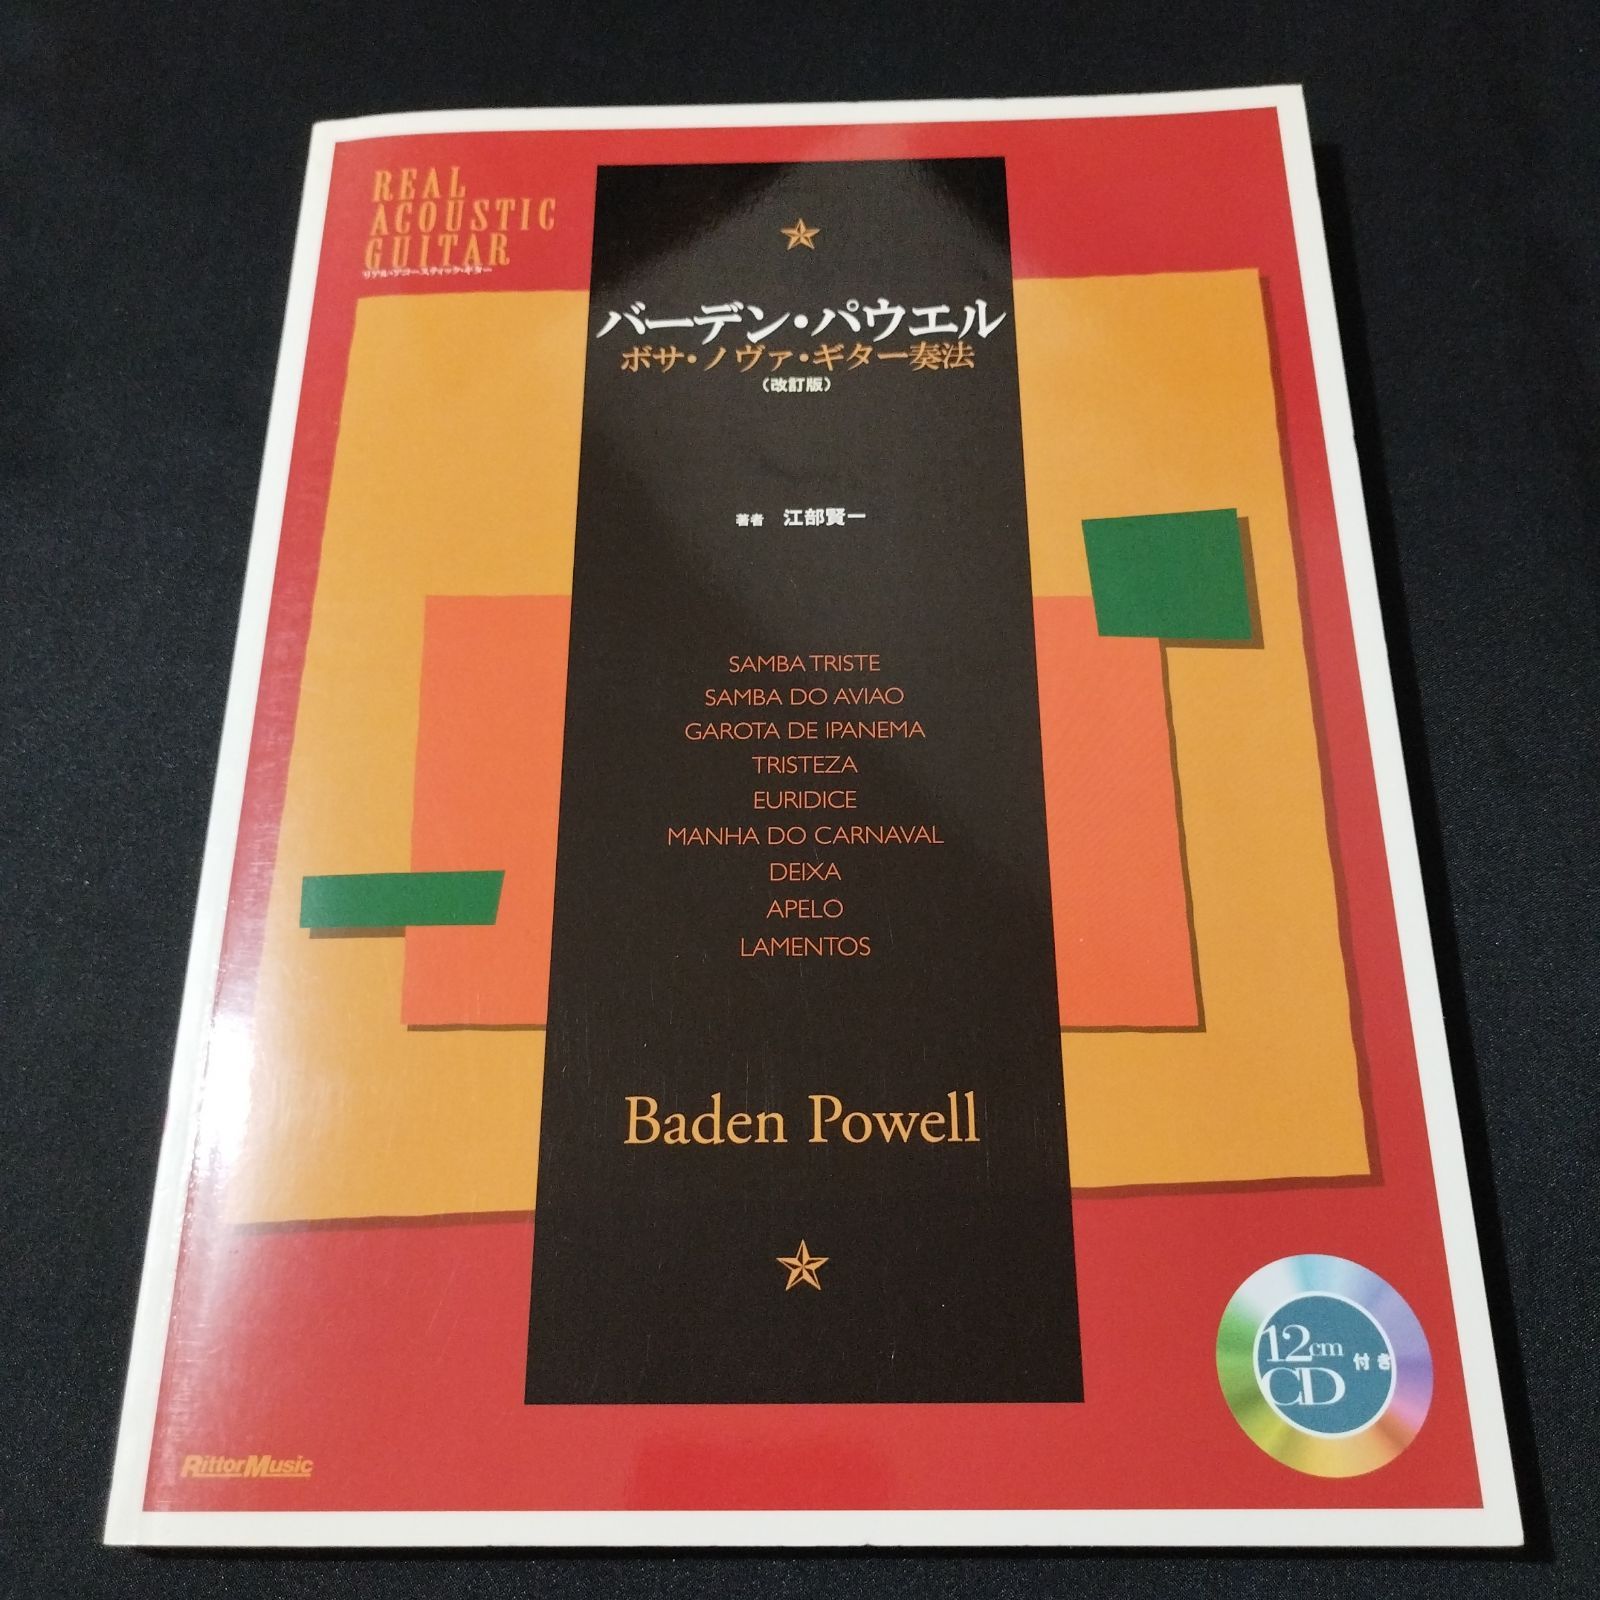 REAL
ACOUSTIC
GUITAR
リアル・アコースティック・ギター
バーデン・パウエル
ボサ・ノヴァ・ギター奏法
(改訂版)
著者 江部賢一
SAMBA TRISTE
SAMBA DO AVIAO
GAROTA DE IPANEMA
TRISTEZA
EURIDICE
MANHA DO CARNAVAL
DEIXA
APELO
LAMENTOS
Baden Powell
12cm
CD
付き
RittorMusic